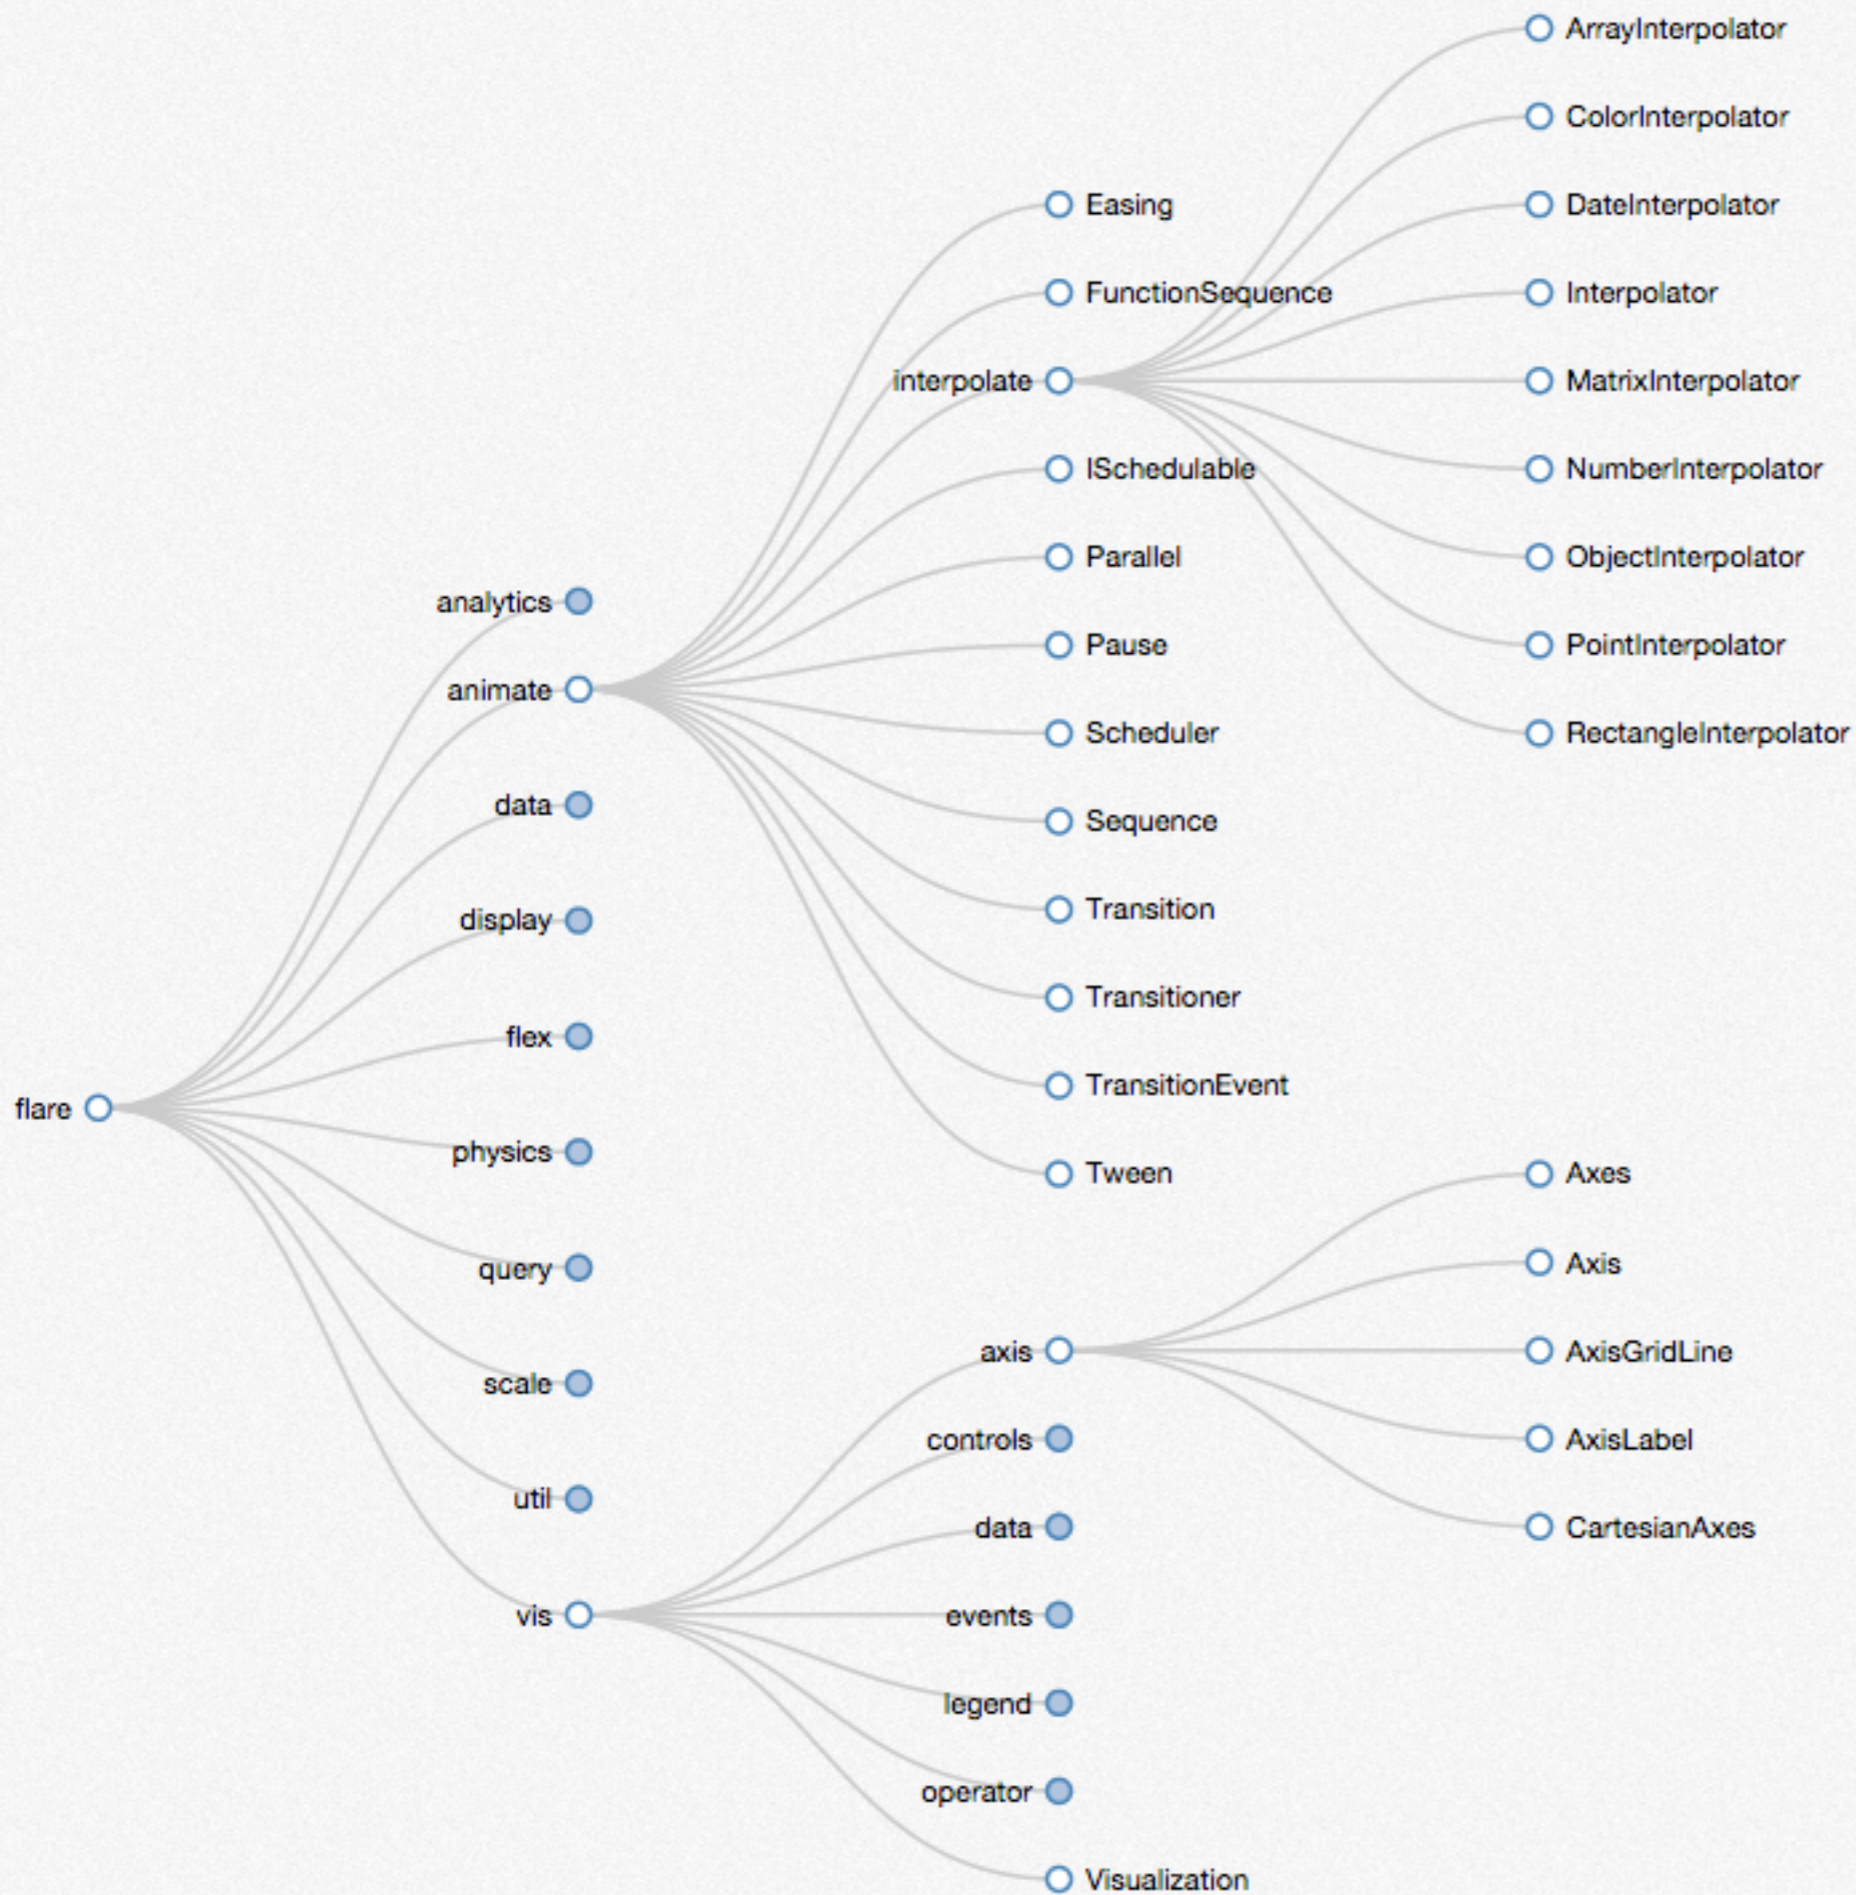 flare
analytics
animate
data
display
flex
physics
query
scale
util
vis
Easing
FunctionSequence
interpolate
ISchedulable
Parallel
Pause
Scheduler
Sequence
Transition
Transitioner
TransitionEvent
Tween
axis
controls
data
events
legend
operator
Visualization
ArrayInterpolator
ColorInterpolator
DateInterpolator
Interpolator
MatrixInterpolator
NumberInterpolator
ObjectInterpolator
PointInterpolator
RectangleInterpolator
Axes
Axis
AxisGridLine
AxisLabel
CartesianAxes